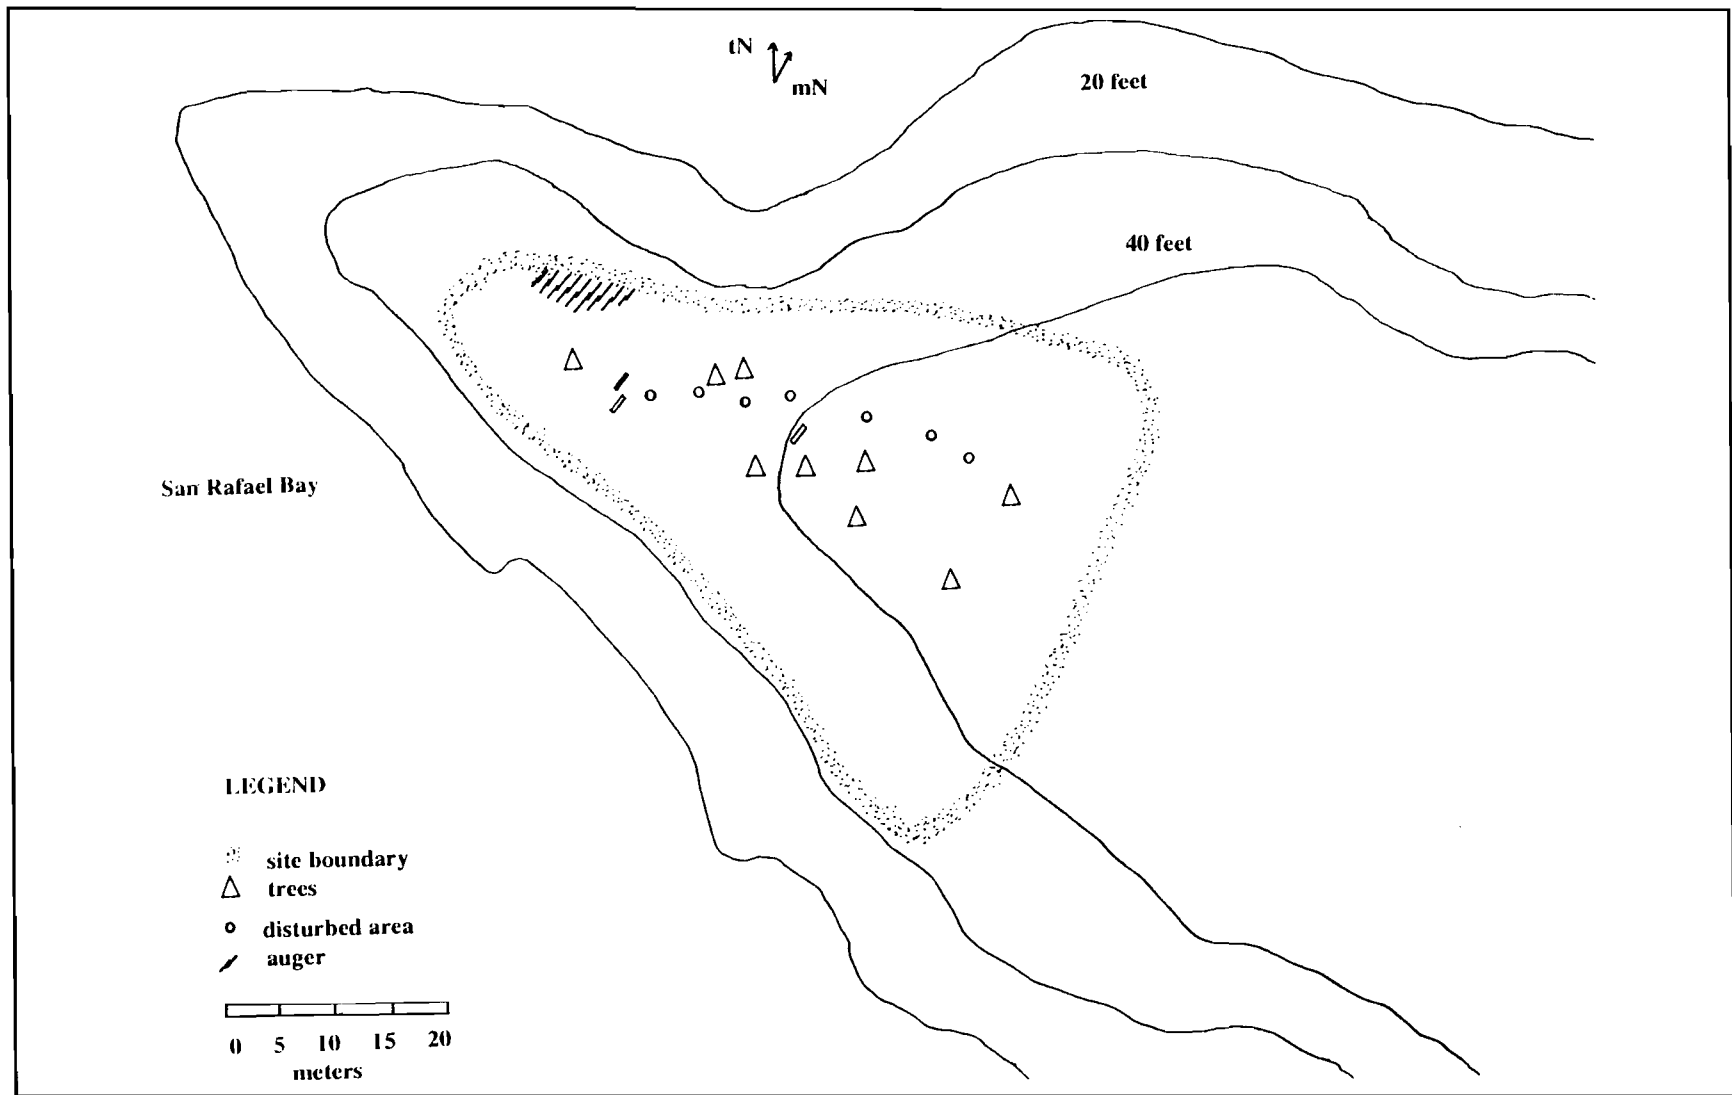 tN
mN
20 feet
40 feet
San Rafael Bay
LEGEND
site boundary
trees
disturbed area
auger
0 5 10 15 20
meters